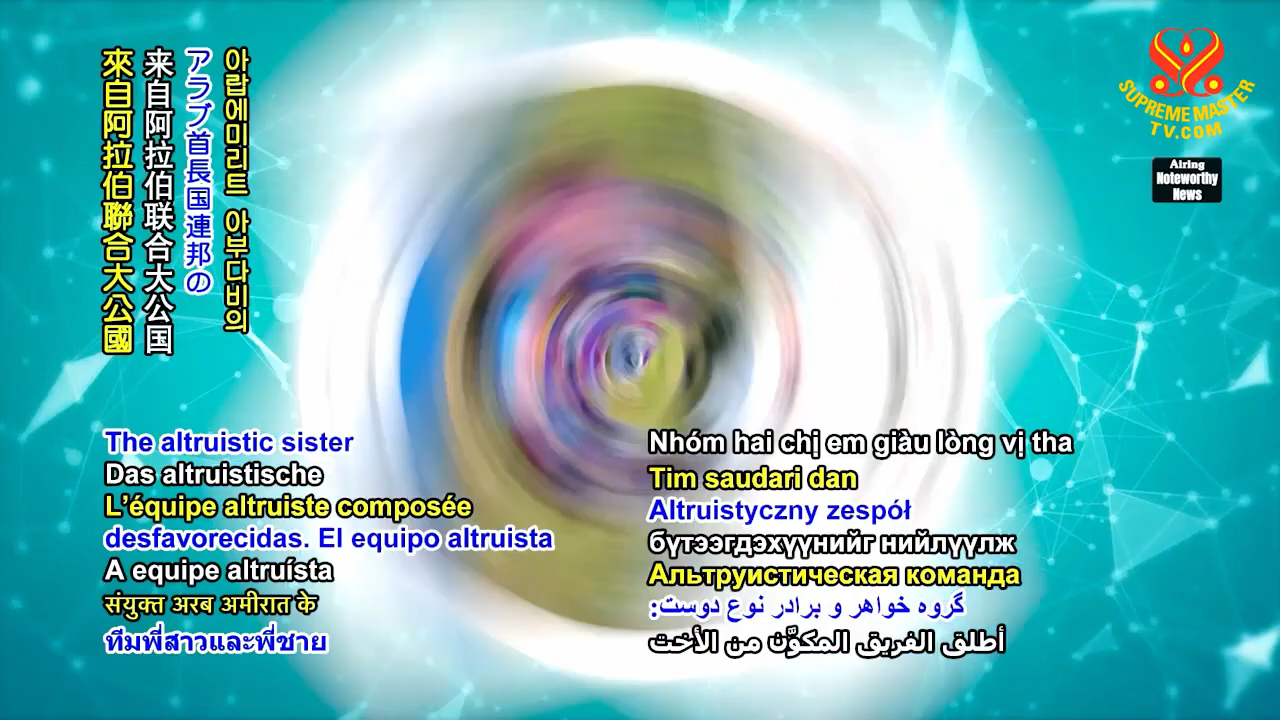 아랍에미리트 아부다비의
アラブ首長国連邦の
来自阿拉伯联合大公国
來自阿拉伯聯合大公國
SUPREME MASTER
TV.COM
Airing
Noteworthy
News
The altruistic sister
Das altruistische
L'équipe altruiste composée
desfavorecidas. El equipo altruista
A equipe altruísta
संयुक्त अरब अमीरात के
ทีมพี่สาวและพี่ชาย
Nhóm hai chị em giàu lòng vị tha
Tim saudari dan
Altruistyczny zespół
бүтээгдэхүүнийг нийлүүлж
Альтруистическая команда
گروه خواهر و برادر نوع دوست:
أطلق الفريق المكوَّن من الأخت